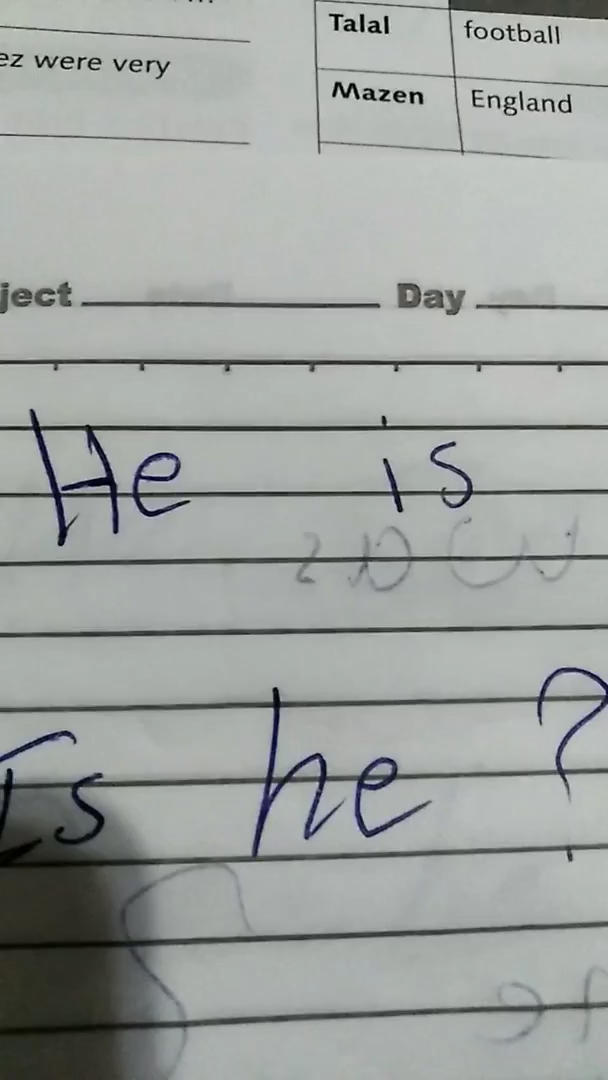 Talal football
ez were very
Mazen England
ject Day
He is
Is he ?